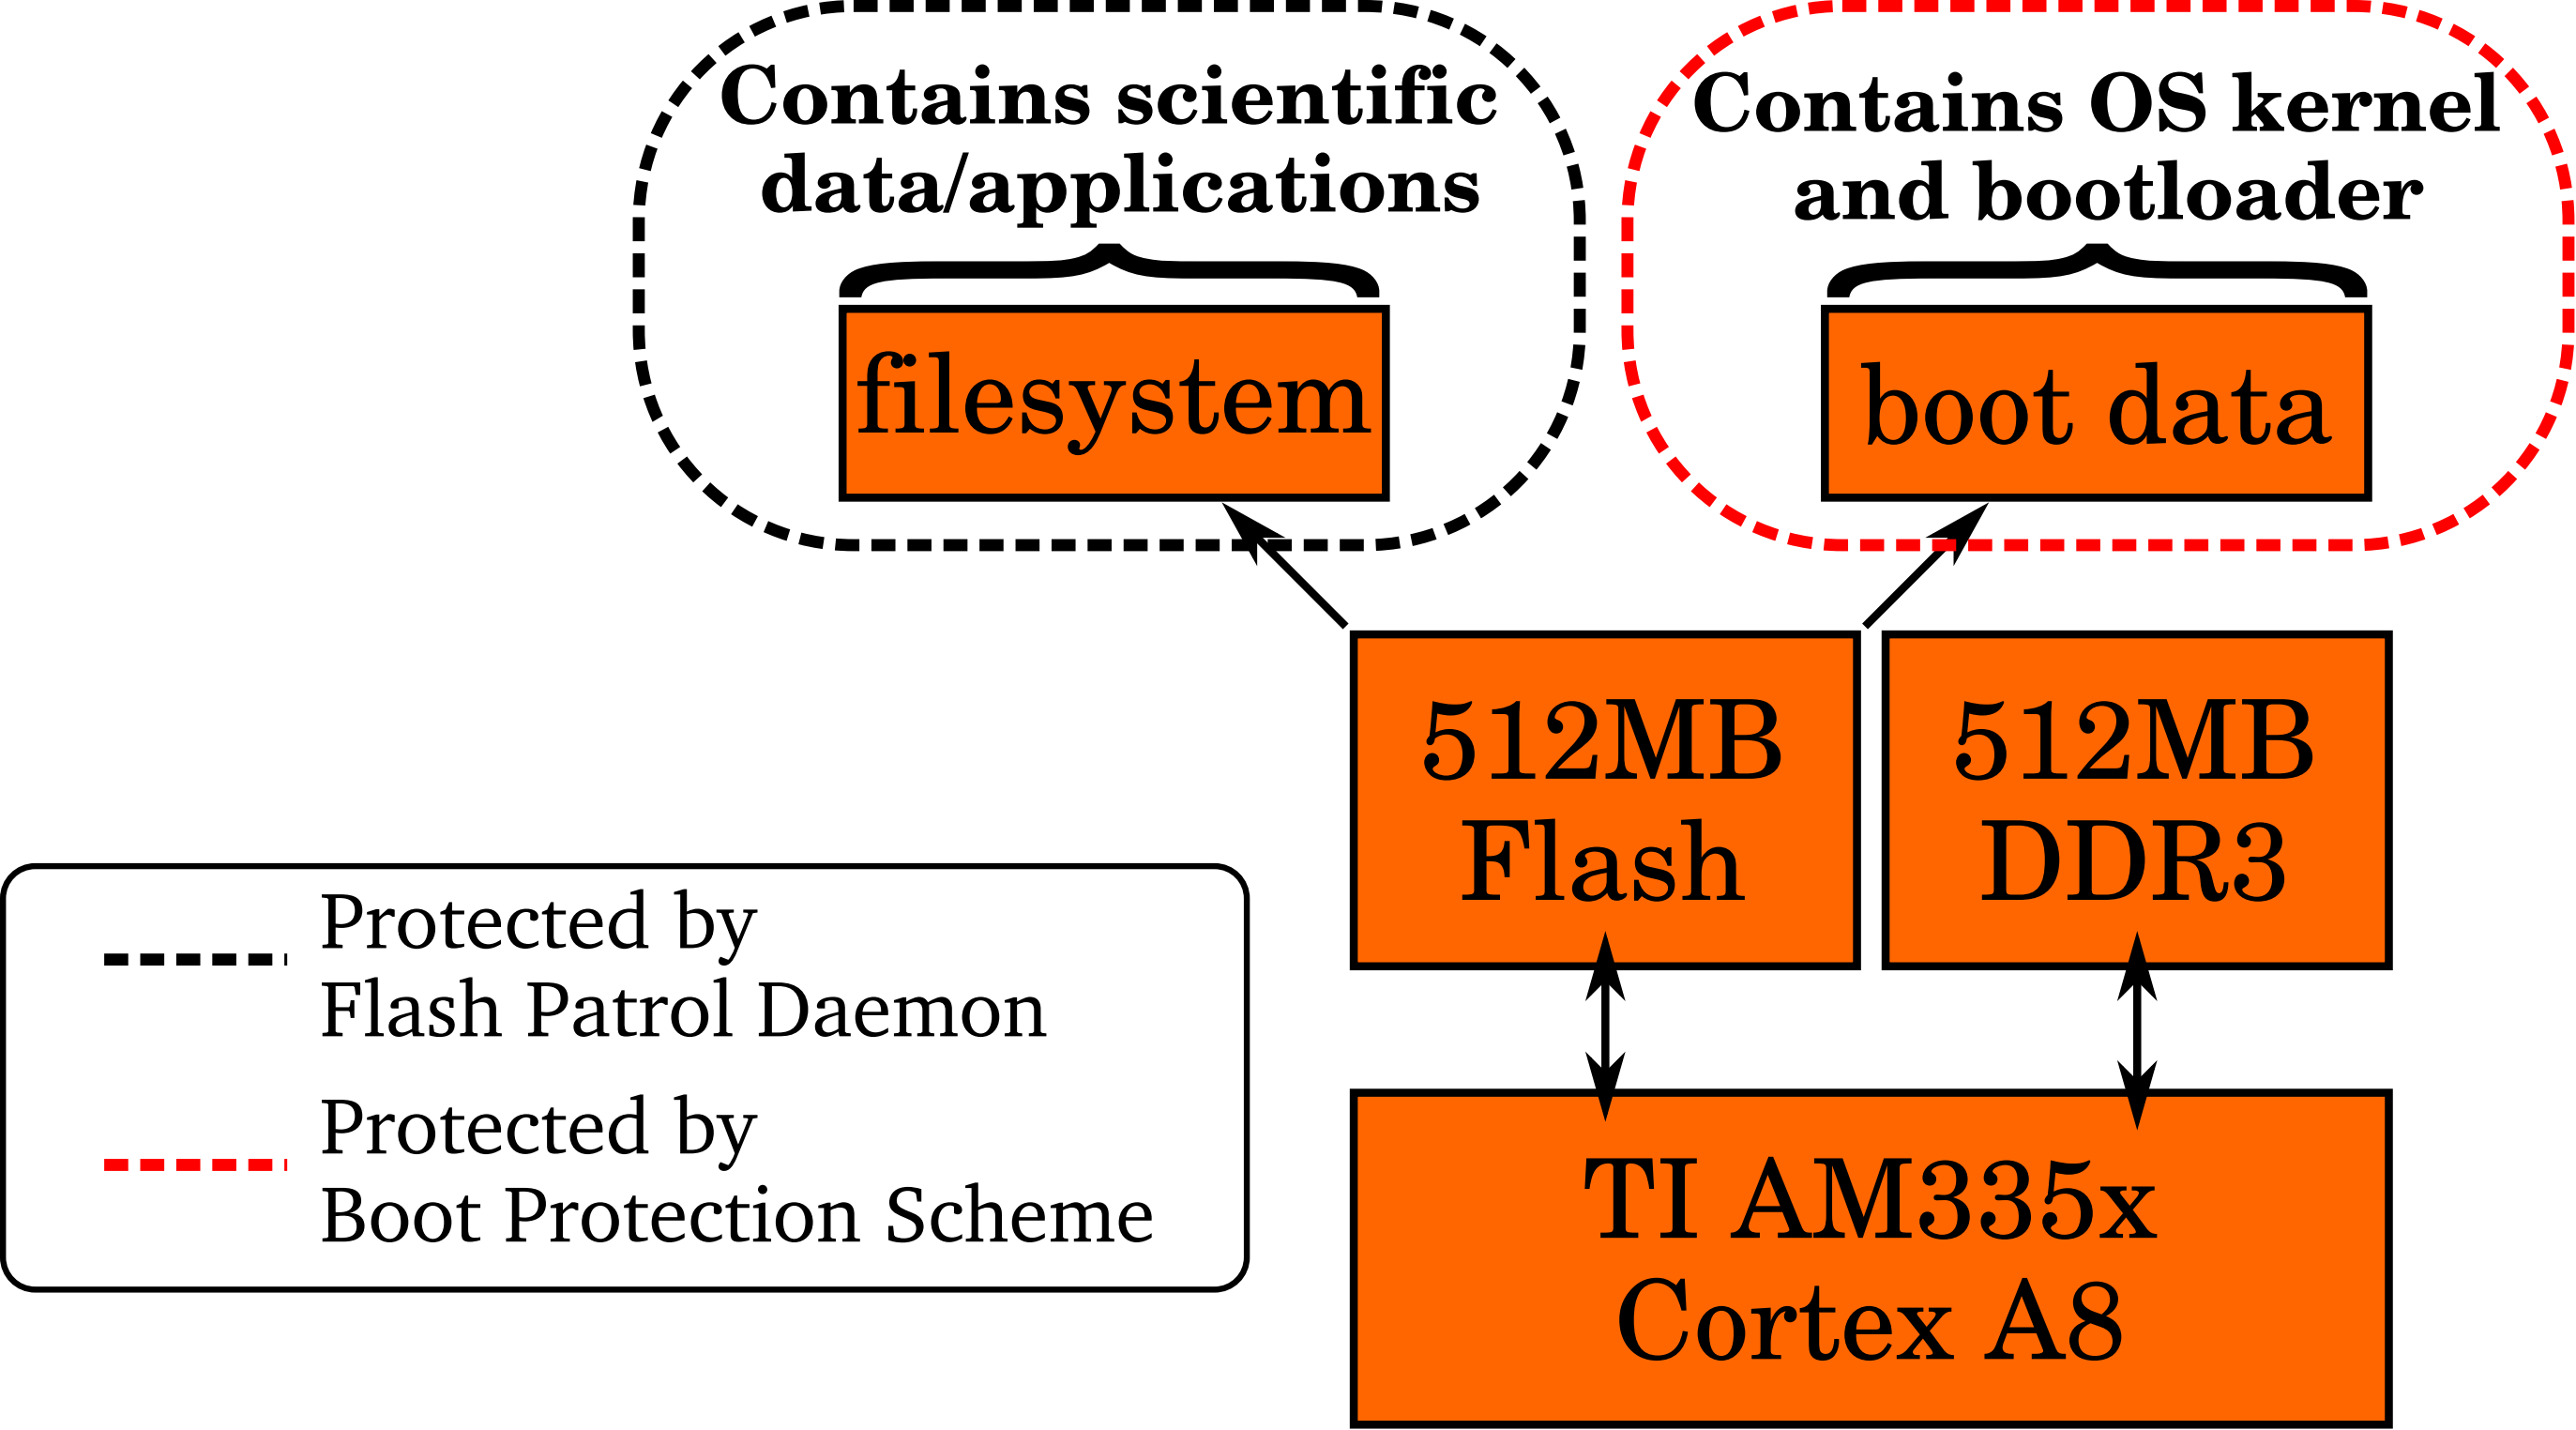 Contains scientific
data/applications
filesystem
Contains OS kernel
and bootloader
boot data
512MB
Flash
512MB
DDR3
TI AM335x
Cortex A8
Protected by
Flash Patrol Daemon
Protected by
Boot Protection Scheme